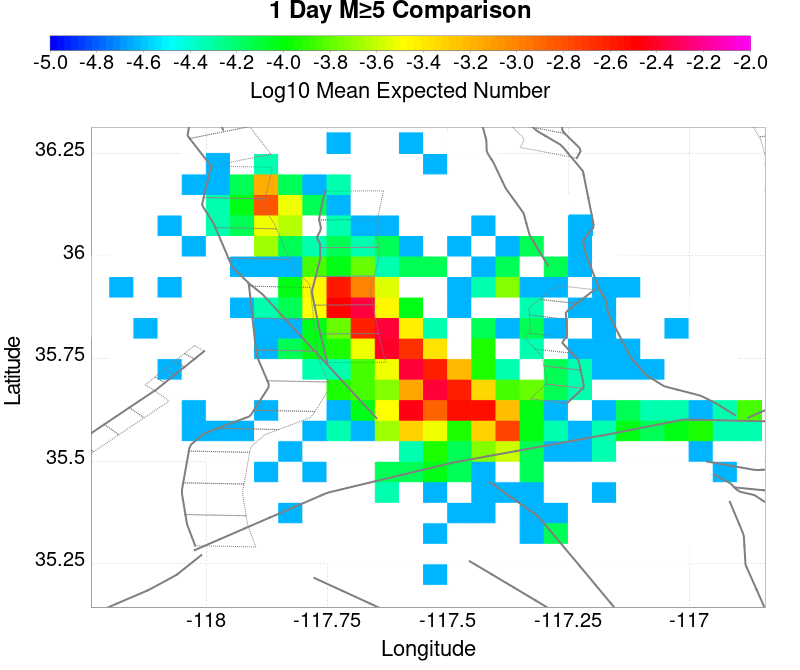 1 Day M≥5 Comparison
-5.0 -4.8 -4.6 -4.4 -4.2 -4.0 -3.8 -3.6 -3.4 -3.2 -3.0 -2.8 -2.6 -2.4 -2.2 -2.0
Log10 Mean Expected Number
36.25
36
35.75
35.5
35.25
Latitude
-118 -117.75 -117.5 -117.25 -117
Longitude